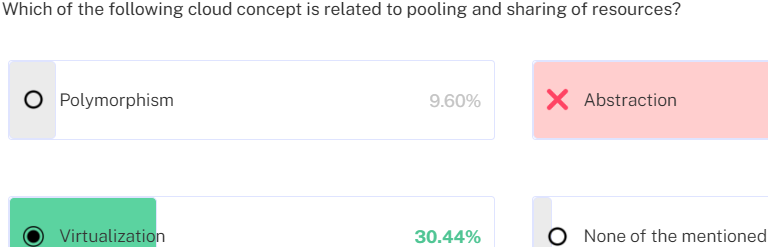 Which of the following cloud concept is related to pooling and sharing of resources?
Polymorphism 9.60% Abstraction
Virtualization 30.44% None of the mentioned